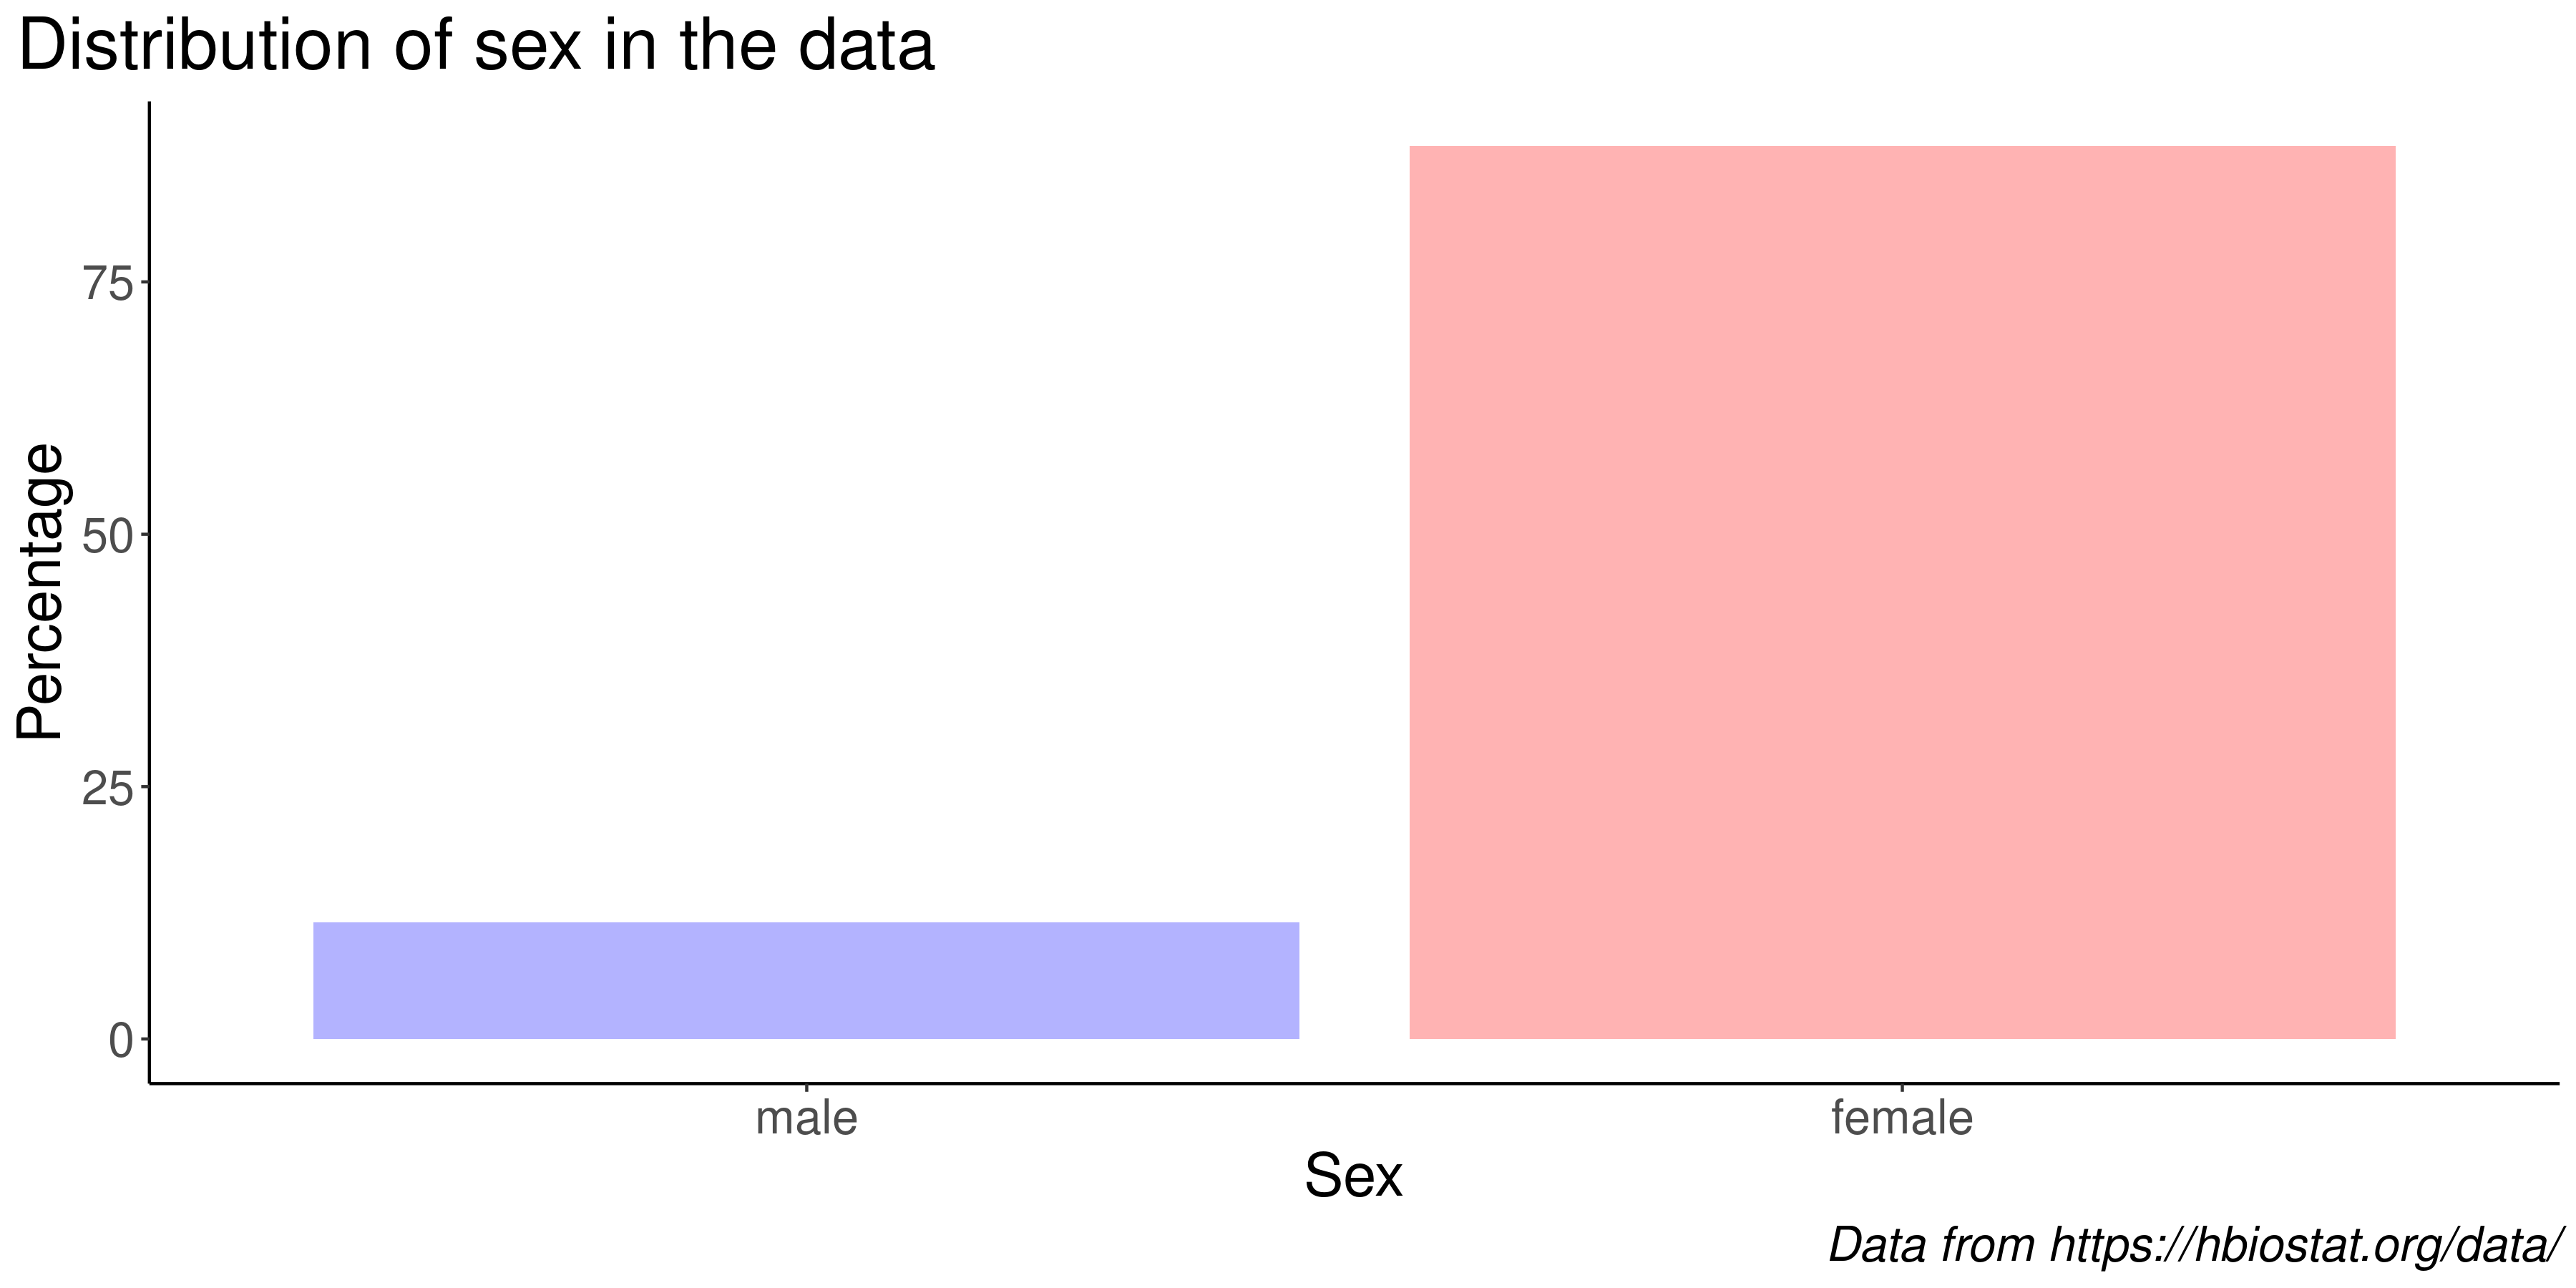 Distribution of sex in the data
Percentage
75
50
25
0
male
female
Sex
Data from https://hbiostat.org/data/